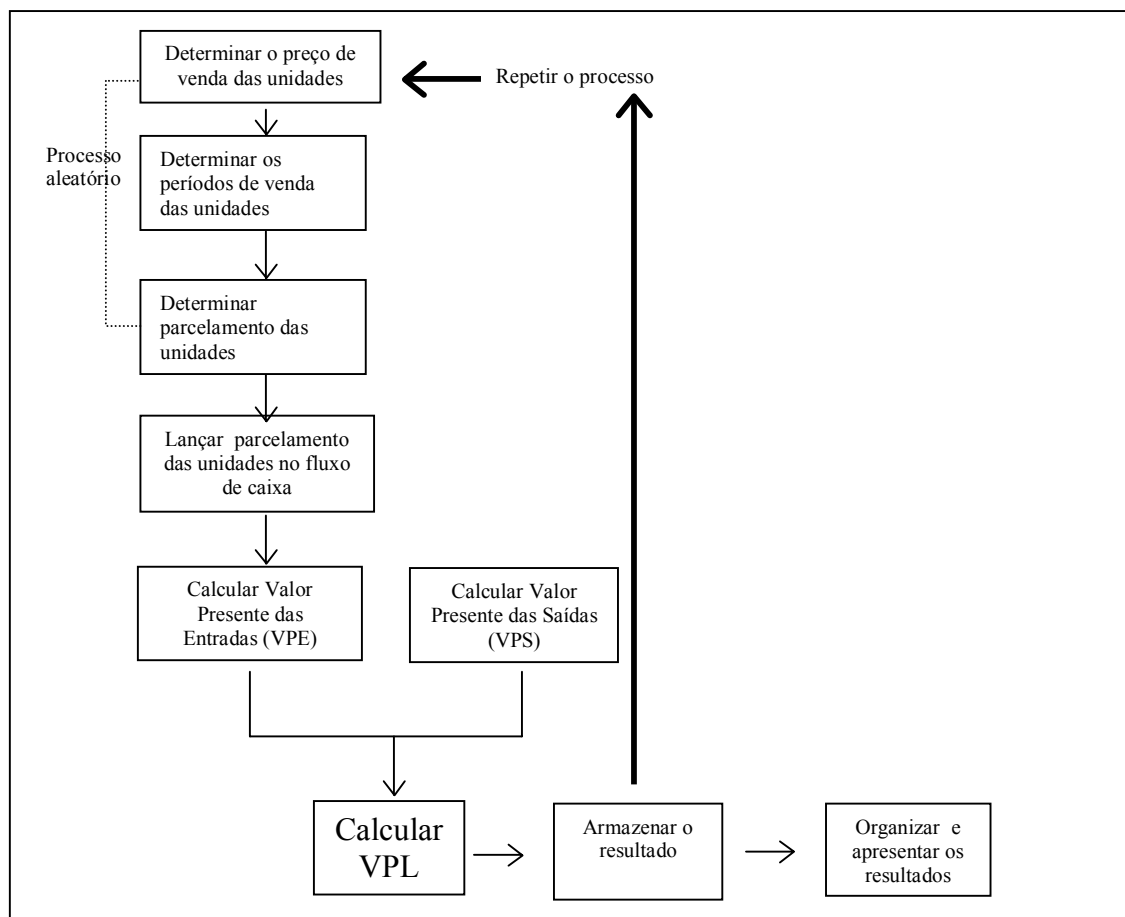 Determinar o preço de
venda das unidades
Repetir o processo
Processo
aleatório
Determinar os
períodos de venda
das unidades
Determinar
parcelamento das
unidades
Lançar parcelamento
das unidades no fluxo
de caixa
Calcular Valor
Presente das
Entradas (VPE)
Calcular Valor
Presente das Saídas
(VPS)
Calcular
VPL
Armazenar o
resultado
Organizar e
apresentar os
resultados